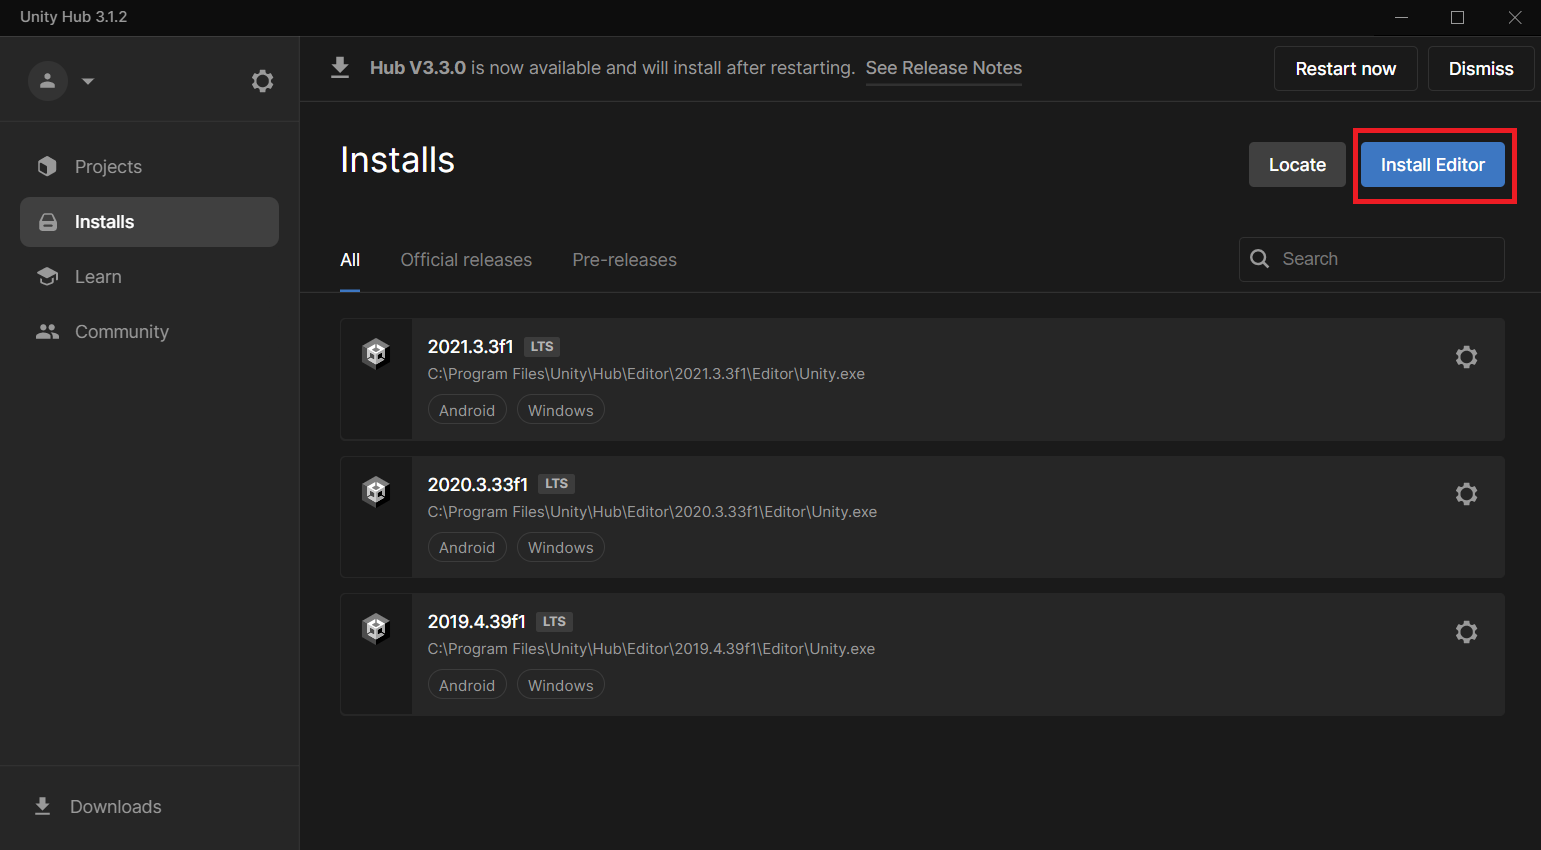 Unity Hub 3.1.2
Hub V3.3.0 is now available and will install after restarting. See Release Notes
Restart now
Dismiss
Projects
Installs
Learn
Community
Downloads
Installs
Locate
Install Editor
All
Official releases
Pre-releases
Search
2021.3.3f1 LTS
C:\Program Files\Unity\Hub\Editor\2021.3.3f1\Editor\Unity.exe
Android Windows
2020.3.33f1 LTS
C:\Program Files\Unity\Hub\Editor\2020.3.33f1\Editor\Unity.exe
Android Windows
2019.4.39f1 LTS
C:\Program Files\Unity\Hub\Editor\2019.4.39f1\Editor\Unity.exe
Android Windows